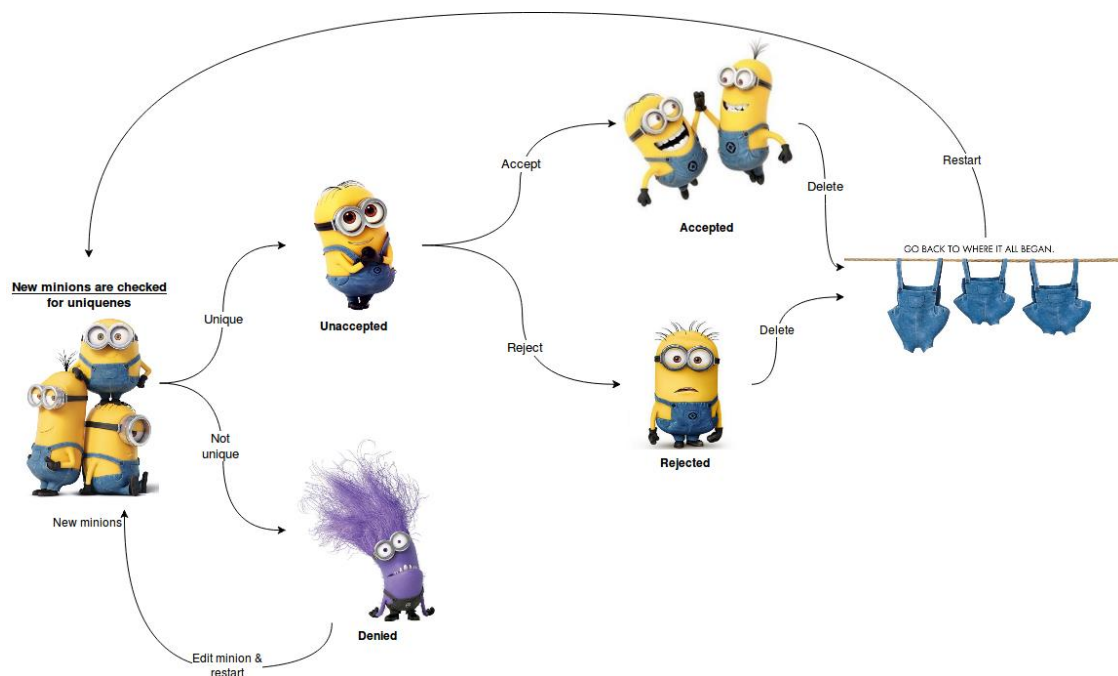 New minions are checked
for uniquenes
New minions
Unique
Not
unique
Unaccepted
Denied
Edit minion &
restart
Accept
Reject
Accepted
Rejected
Delete
Delete
Restart
GO BACK TO WHERE IT ALL BEGAN.